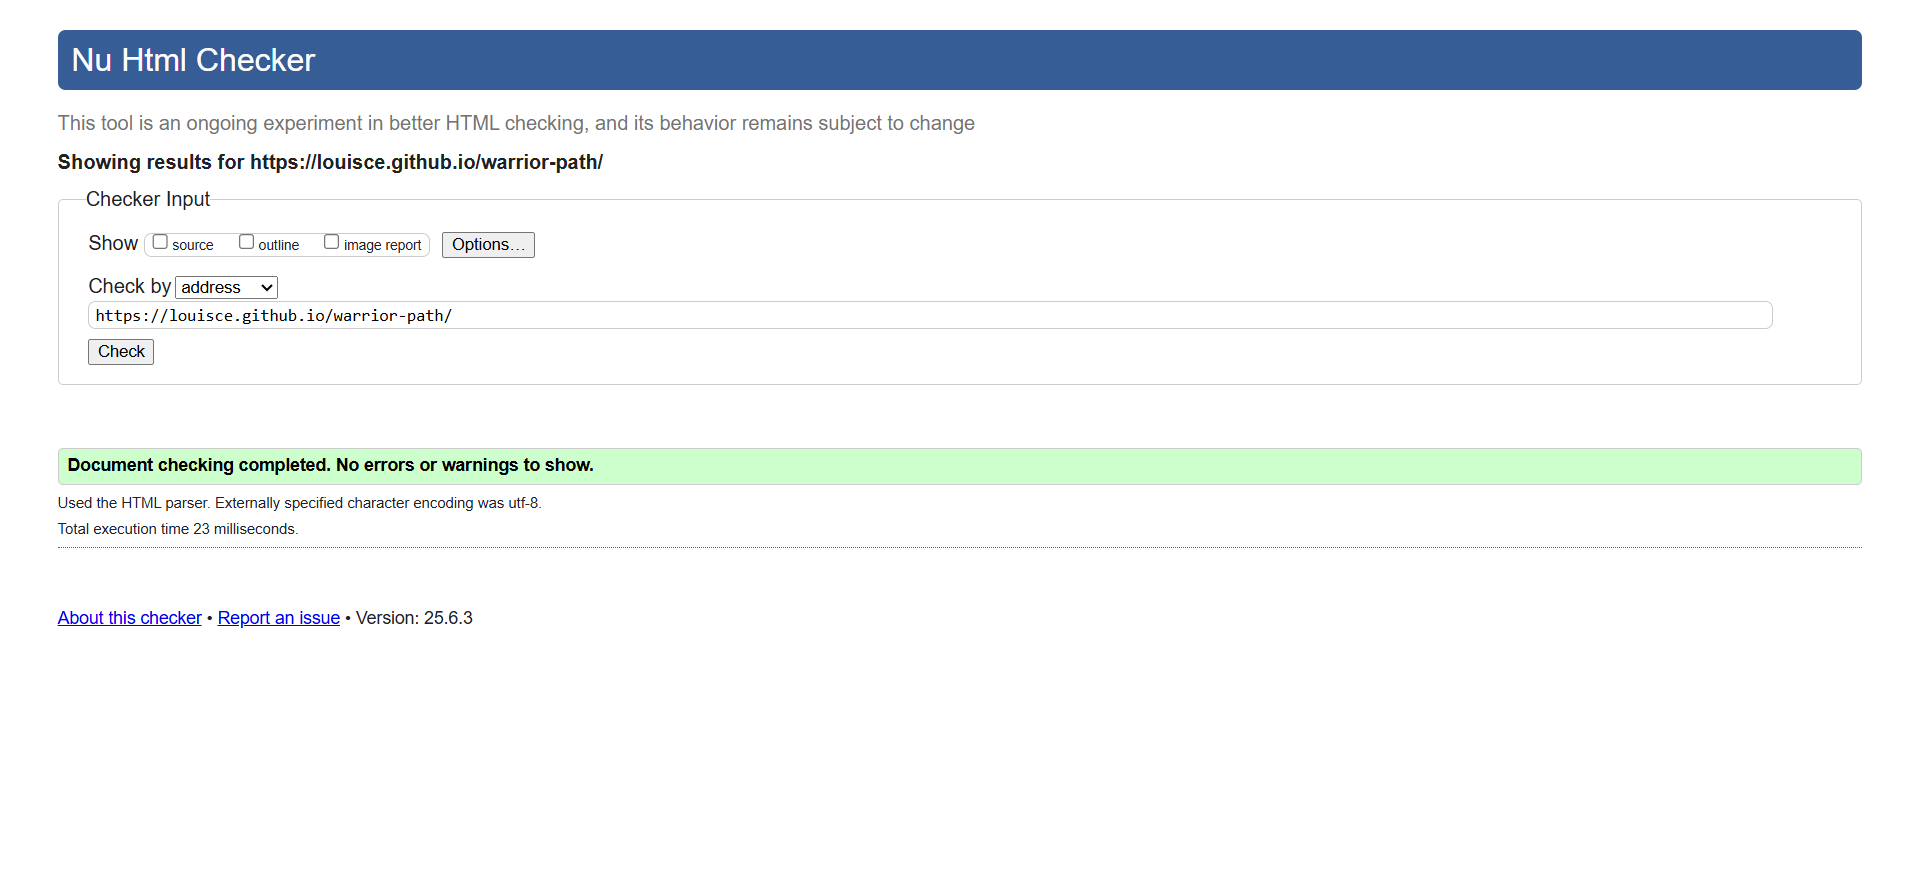 Nu Html Checker
This tool is an ongoing experiment in better HTML checking, and its behavior remains subject to change
Showing results for https://louisce.github.io/warrior-path/
Checker Input
Show source outline image report Options…
Check by address
https://louisce.github.io/warrior-path/
Check
Document checking completed. No errors or warnings to show.
Used the HTML parser. Externally specified character encoding was utf-8.
Total execution time 23 milliseconds.
About this checker • Report an issue • Version: 25.6.3